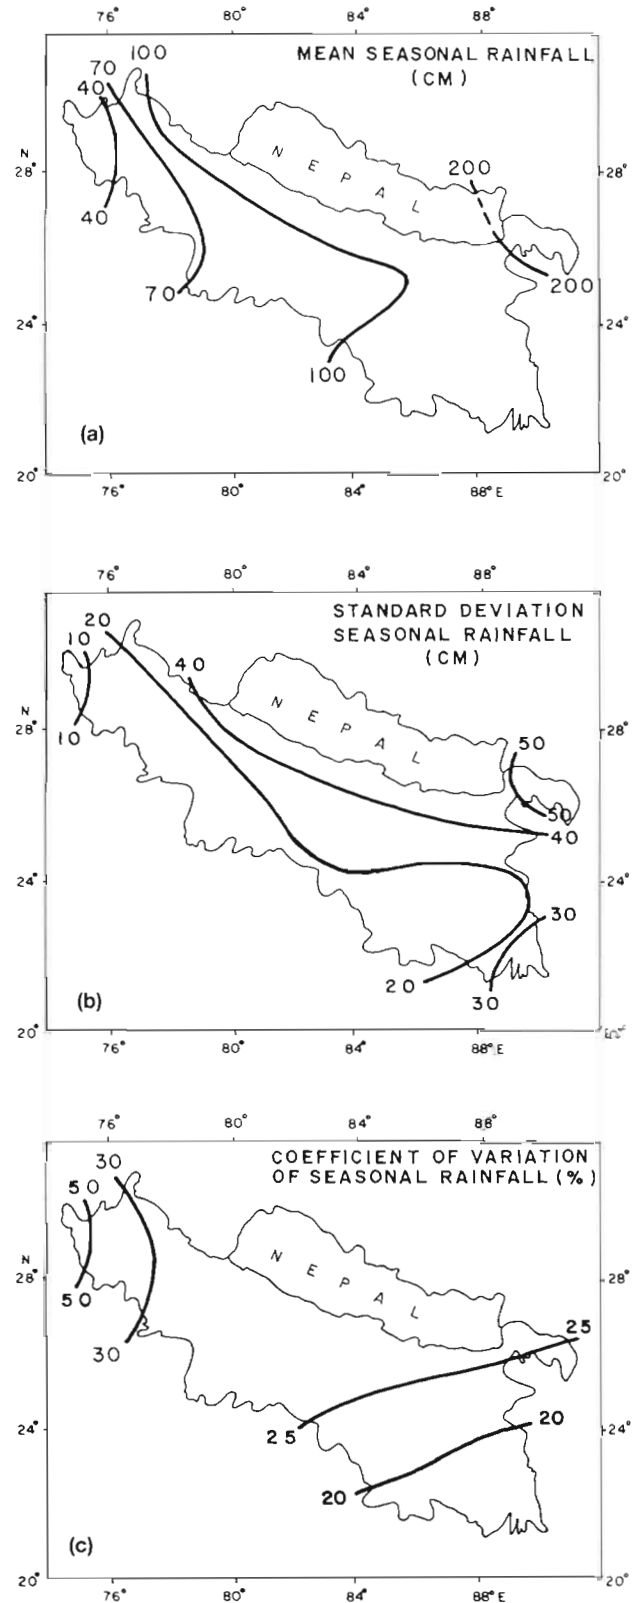 76° 80° 84° 88°
100
MEAN SEASONAL RAINFALL
(CM)
70
40
N
28°
NEPAL
200
28°
40
70
200
24°
24°
100
(a)
20°
20°
76° 80° 84° 88°E
76° 80° 84° 88°
20
STANDARD DEVIATION
SEASONAL RAINFALL
(CM)
10
40
N
28°
NEPAL
28°
10
50
50
40
24°
24°
30
20
30
(b)
20°
76° 80° 84° 88°E
76° 80° 84° 88°
COEFFICIENT OF VARIATION
OF SEASONAL RAINFALL (%)
30
50
N
28°
NEPAL
28°
50
30
25
25
20
24°
24°
20
(c)
20°
20°
76° 80° 84° 88°E